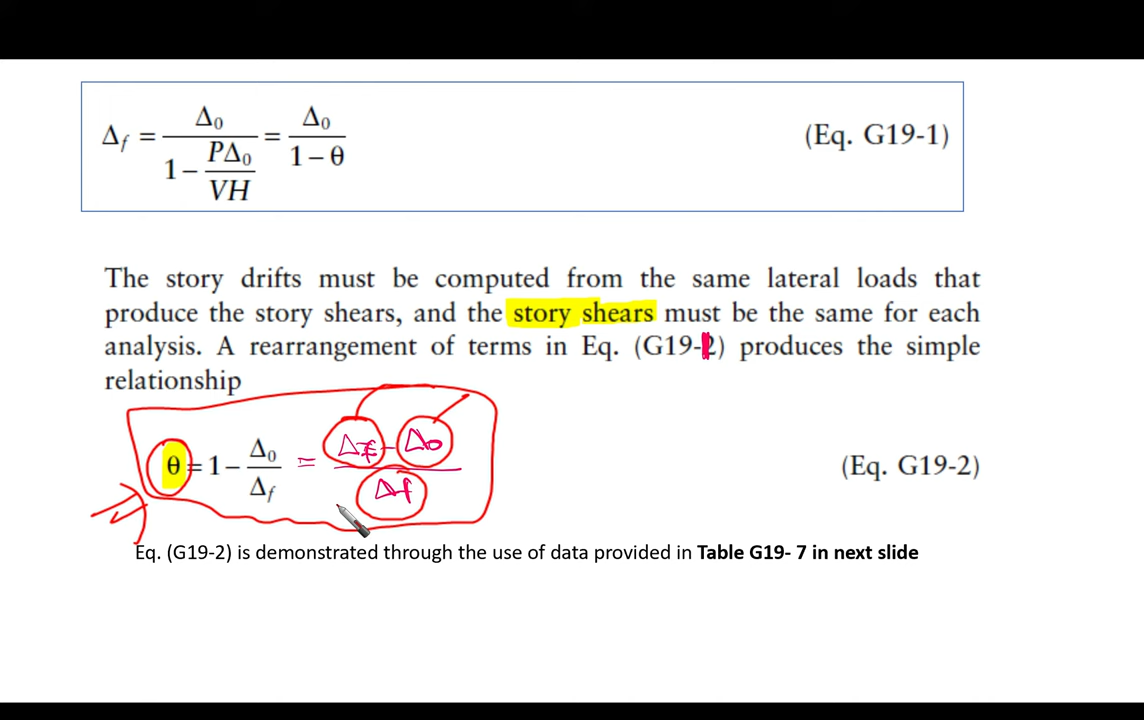 Δf = Δ0 / (1 − PΔ0 / VH) = Δ0 / (1 − θ) (Eq. G19-1)
The story drifts must be computed from the same lateral loads that
produce the story shears, and the story shears must be the same for each
analysis. A rearrangement of terms in Eq. (G19-1) produces the simple
relationship
θ = 1 − Δ0 / Δf = (Δf − Δ0) / Δf (Eq. G19-2)
Eq. (G19-2) is demonstrated through the use of data provided in Table G19- 7 in next slide